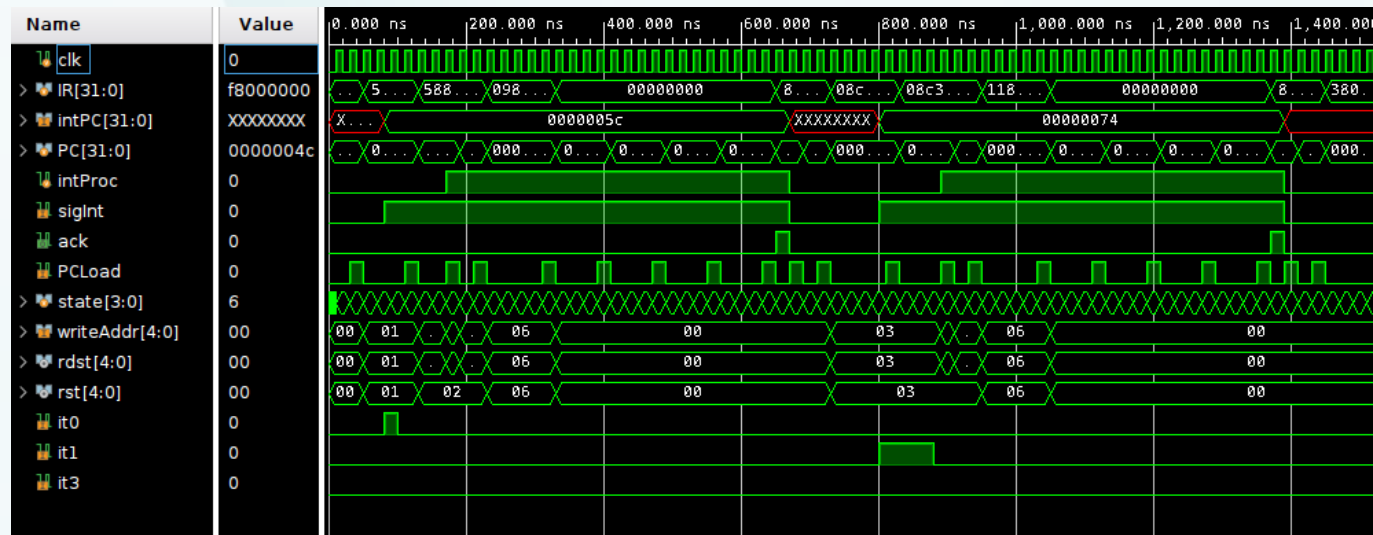 Name Value 0.000 ns 200.000 ns 400.000 ns 600.000 ns 800.000 ns 1,000.000 ns 1,200.000 ns 1,400.00
clk 0
IR[31:0] f8000000 ... 5... 588... 098... 00000000 8... 08c... 08c3... 118... 00000000 8... 380.
intPC[31:0] XXXXXXXX X... 0000005c XXXXXXXX 00000074
PC[31:0] 0000004c ... 0... ... ... 000... 0... 0... 0... 0... . . 000... 0... . . 000... 0... 0... 0... 0... . . 000.
intProc 0
sigInt 0
ack 0
PCLoad 0
state[3:0] 6
writeAddr[4:0] 00 00 01 . . . 06 00 03 . 06 00
rdst[4:0] 00 00 01 . . . 06 00 03 . 06 00
rst[4:0] 00 00 01 02 06 00 03 06 00
it0 0
it1 0
it3 0